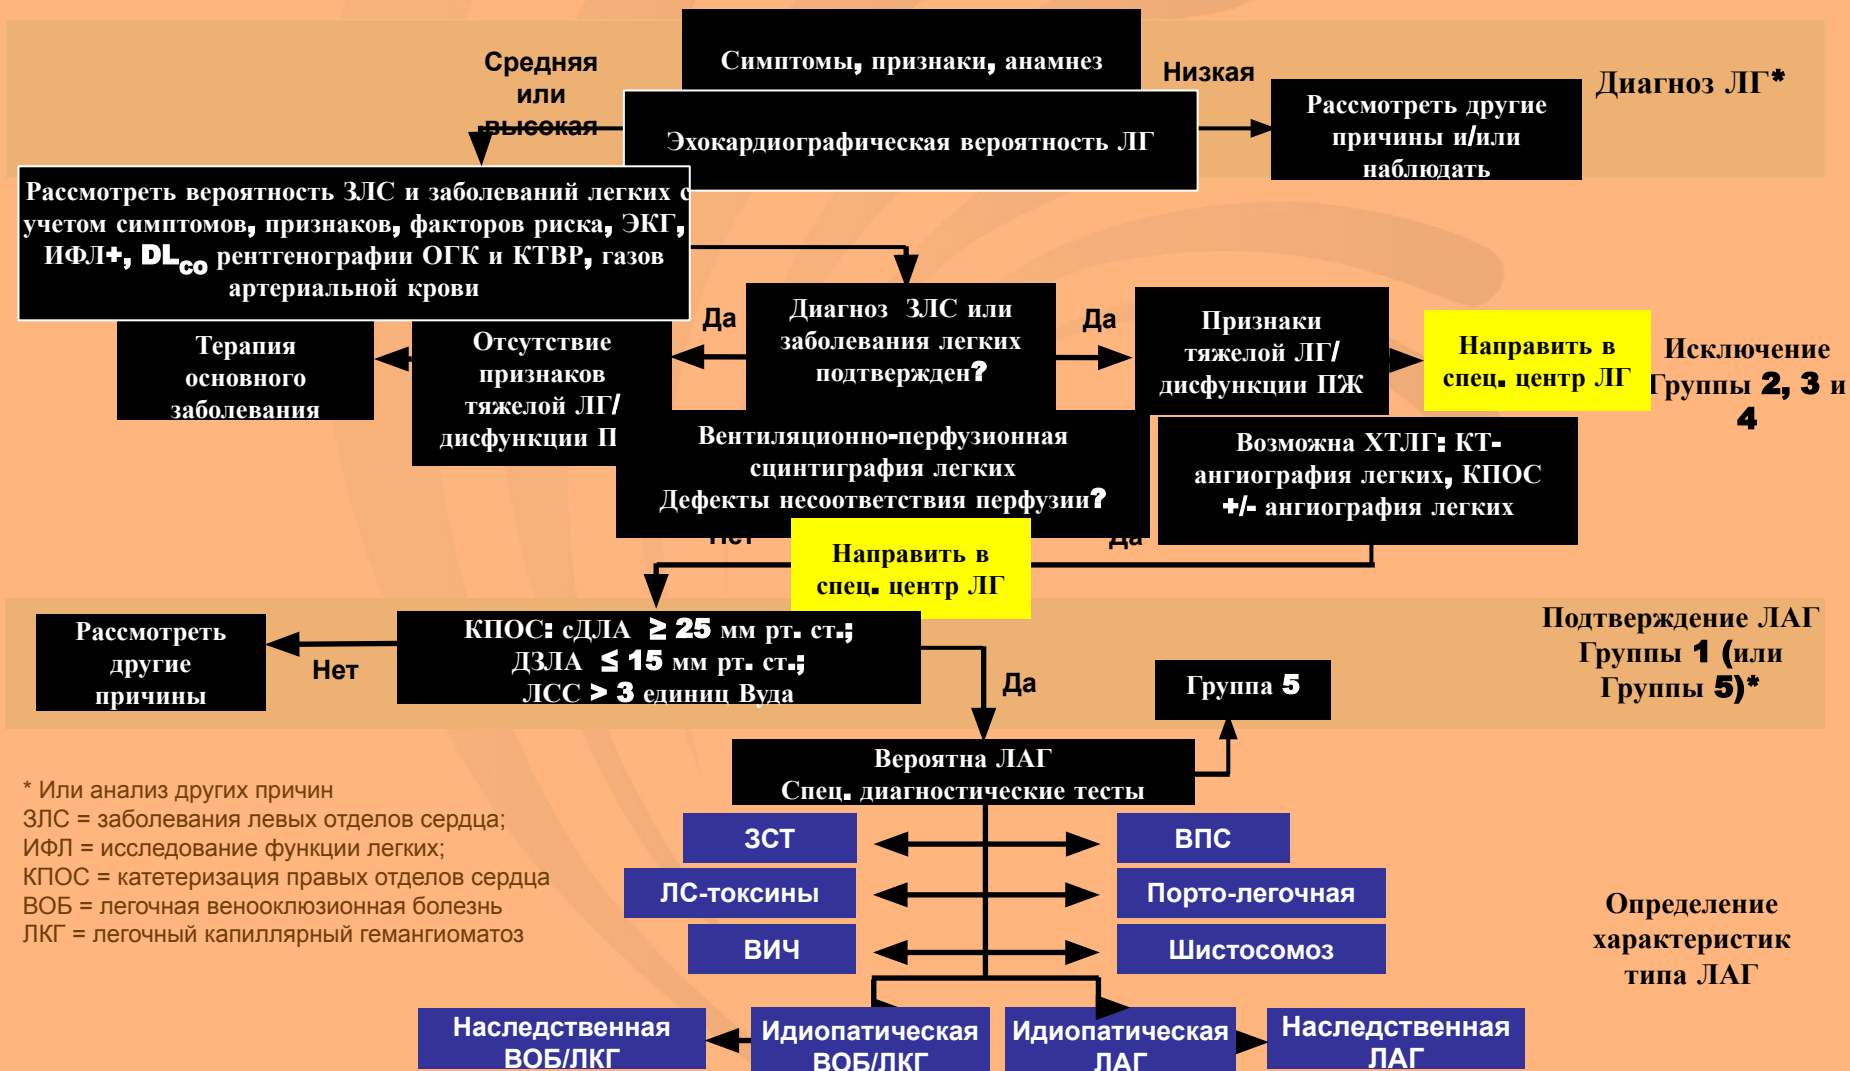 Симптомы, признаки, анамнез
Средняя
или
высокая
Низкая
Диагноз ЛГ*
Эхокардиографическая вероятность ЛГ
Рассмотреть другие
причины и/или
наблюдать
Рассмотреть вероятность ЗЛС и заболеваний легких с
учетом симптомов, признаков, факторов риска, ЭКГ,
ИФЛ+, DLCO рентгенографии ОГК и КТВР, газов
артериальной крови
Терапия
основного
заболевания
Отсутствие
признаков
тяжелой ЛГ/
дисфункции П
Да
Диагноз ЗЛС или
заболевания легких
подтвержден?
Да
Признаки
тяжелой ЛГ/
дисфункции ПЖ
Направить в
спец. центр ЛГ
Исключение
Группы 2, 3 и
4
Вентиляционно-перфузионная
сцинтиграфия легких
Дефекты несоответствия перфузии?
Возможна ХТЛГ: КТ-
ангиография легких, КПОС
+/- ангиография легких
Нет
Да
Направить в
спец. центр ЛГ
Рассмотреть
другие
причины
Нет
КПОС: сДЛА ≥ 25 мм рт. ст.;
ДЗЛА ≤ 15 мм рт. ст.;
ЛСС > 3 единиц Вуда
Да
Группа 5
Подтверждение ЛАГ
Группы 1 (или
Группы 5)*
Вероятна ЛАГ
Спец. диагностические тесты
* Или анализ других причин
ЗЛС = заболевания левых отделов сердца;
ИФЛ = исследование функции легких;
КПОС = катетеризация правых отделов сердца
ВОБ = легочная венооклюзионная болезнь
ЛКГ = легочный капиллярный гемангиоматоз
ЗСТ
ВПС
ЛС-токсины
Порто-легочная
ВИЧ
Шистосомоз
Определение
характеристик
типа ЛАГ
Наследственная
ВОБ/ЛКГ
Идиопатическая
ВОБ/ЛКГ
Идиопатическая
ЛАГ
Наследственная
ЛАГ